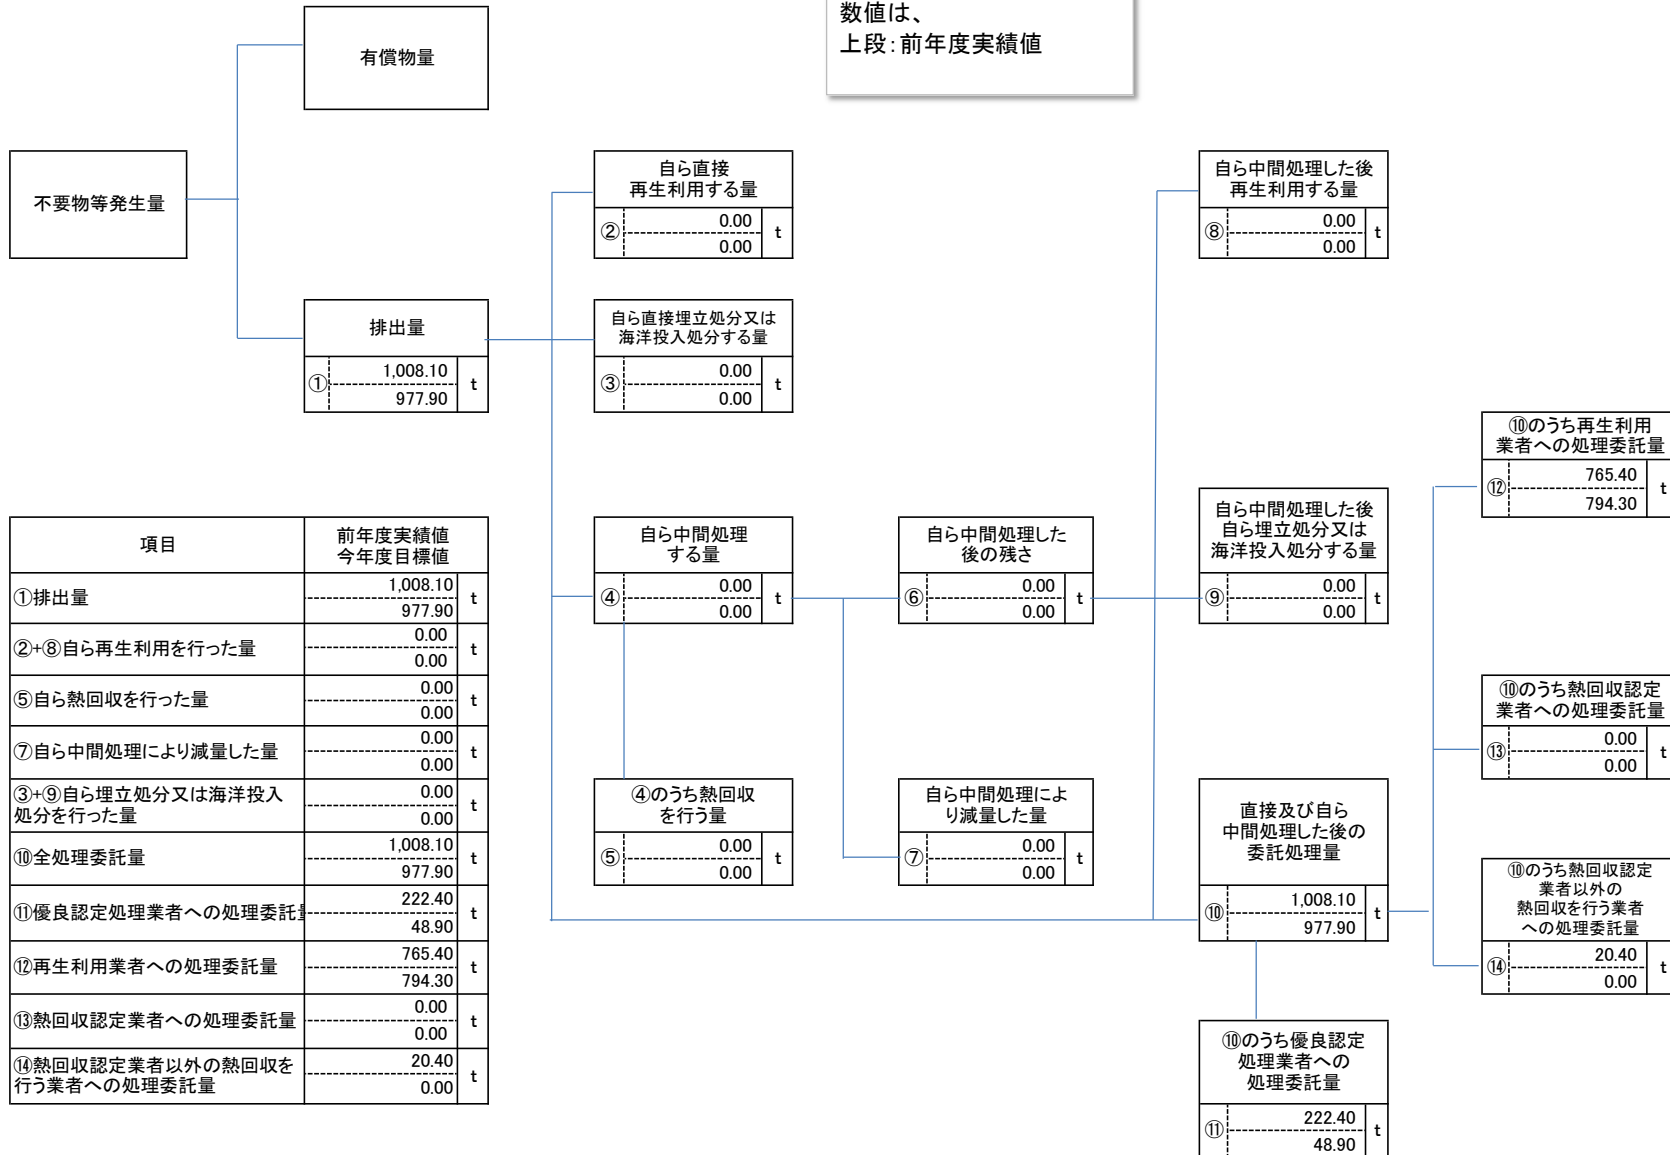 数値は、
上段:前年度実績値
有償物量
不要物等発生量
排出量
① 1,008.10 t
977.90
自ら直接
再生利用する量
② 0.00 t
0.00
自ら直接埋立処分又は
海洋投入処分する量
③ 0.00 t
0.00
自ら中間処理した後
再生利用する量
⑧ 0.00 t
0.00
⑩のうち再生利用
業者への処理委託量
⑫ 765.40 t
794.30
自ら中間処理
する量
④ 0.00 t
0.00
自ら中間処理した
後の残さ
⑥ 0.00 t
0.00
自ら中間処理した後
自ら埋立処分又は
海洋投入処分する量
⑨ 0.00 t
0.00
⑩のうち熱回収認定
業者への処理委託量
⑬ 0.00 t
0.00
④のうち熱回収
を行う量
⑤ 0.00 t
0.00
自ら中間処理によ
り減量した量
⑦ 0.00 t
0.00
直接及び自ら
中間処理した後の
委託処理量
⑩ 1,008.10 t
977.90
⑩のうち熱回収認定
業者以外の
熱回収を行う業者
への処理委託量
⑭ 20.40 t
0.00
⑩のうち優良認定
処理業者への
処理委託量
⑪ 222.40 t
48.90
項目 前年度実績値
今年度目標値
①排出量 1,008.10 t
977.90
②+⑧自ら再生利用を行った量 0.00 t
0.00
⑤自ら熱回収を行った量 0.00 t
0.00
⑦自ら中間処理により減量した量 0.00 t
0.00
③+⑨自ら埋立処分又は海洋投入
処分を行った量 0.00 t
0.00
⑩全処理委託量 1,008.10 t
977.90
⑪優良認定処理業者への処理委託 222.40 t
48.90
⑫再生利用業者への処理委託量 765.40 t
794.30
⑬熱回収認定業者への処理委託量 0.00 t
0.00
⑭熱回収認定業者以外の熱回収を
行う業者への処理委託量 20.40 t
0.00